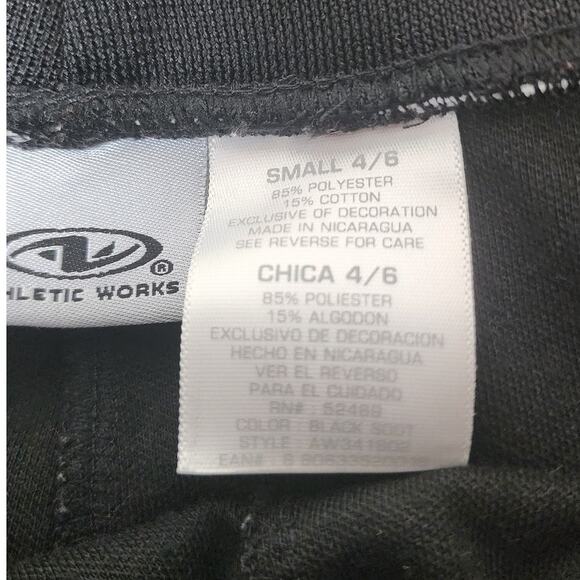 HLETIC WORKS
®
SMALL 4/6
85% POLYESTER
15% COTTON
EXCLUSIVE OF DECORATION
MADE IN NICARAGUA
SEE REVERSE FOR CARE
CHICA 4/6
85% POLIESTER
15% ALGODON
EXCLUSIVO DE DECORACION
HECHO EN NICARAGUA
VER EL REVERSO
PARA EL CUIDADO
RN# : 52469
COLOR : BLACK SOOT
STYLE :
EAN# :